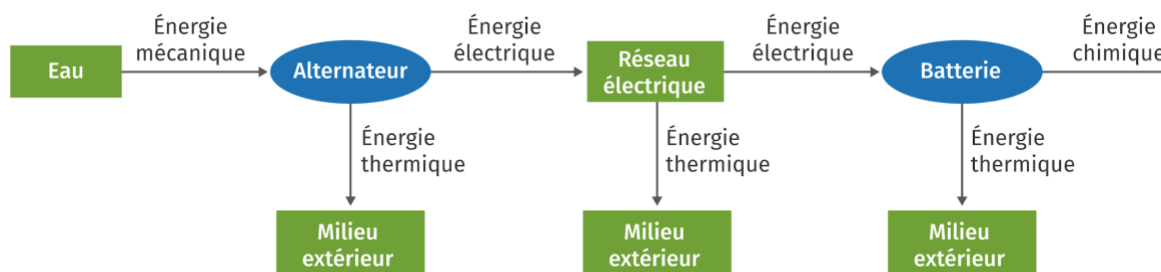 Énergie
mécanique
Énergie
électrique
Énergie
électrique
Énergie
chimique
Eau
Alternateur
Réseau
électrique
Batterie
Énergie
thermique
Énergie
thermique
Énergie
thermique
Milieu
extérieur
Milieu
extérieur
Milieu
extérieur